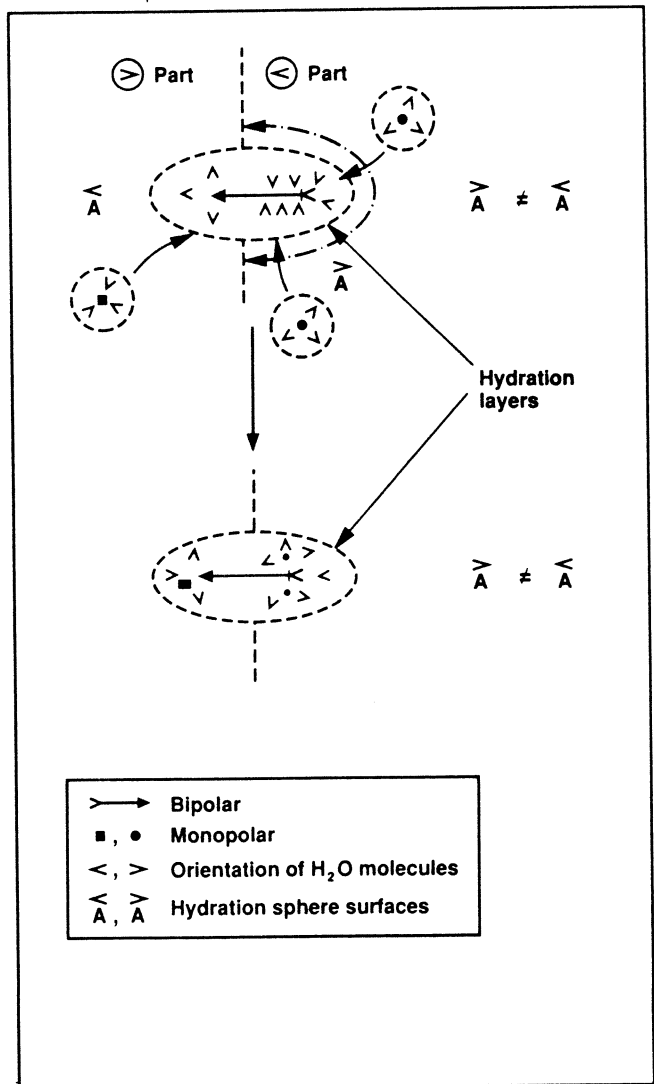 > Part < Part
< A
> A ≠ < A
> A
Hydration
layers
> A ≠ < A
Bipolar
■, ● Monopolar
<, > Orientation of H₂O molecules
< A, > A Hydration sphere surfaces